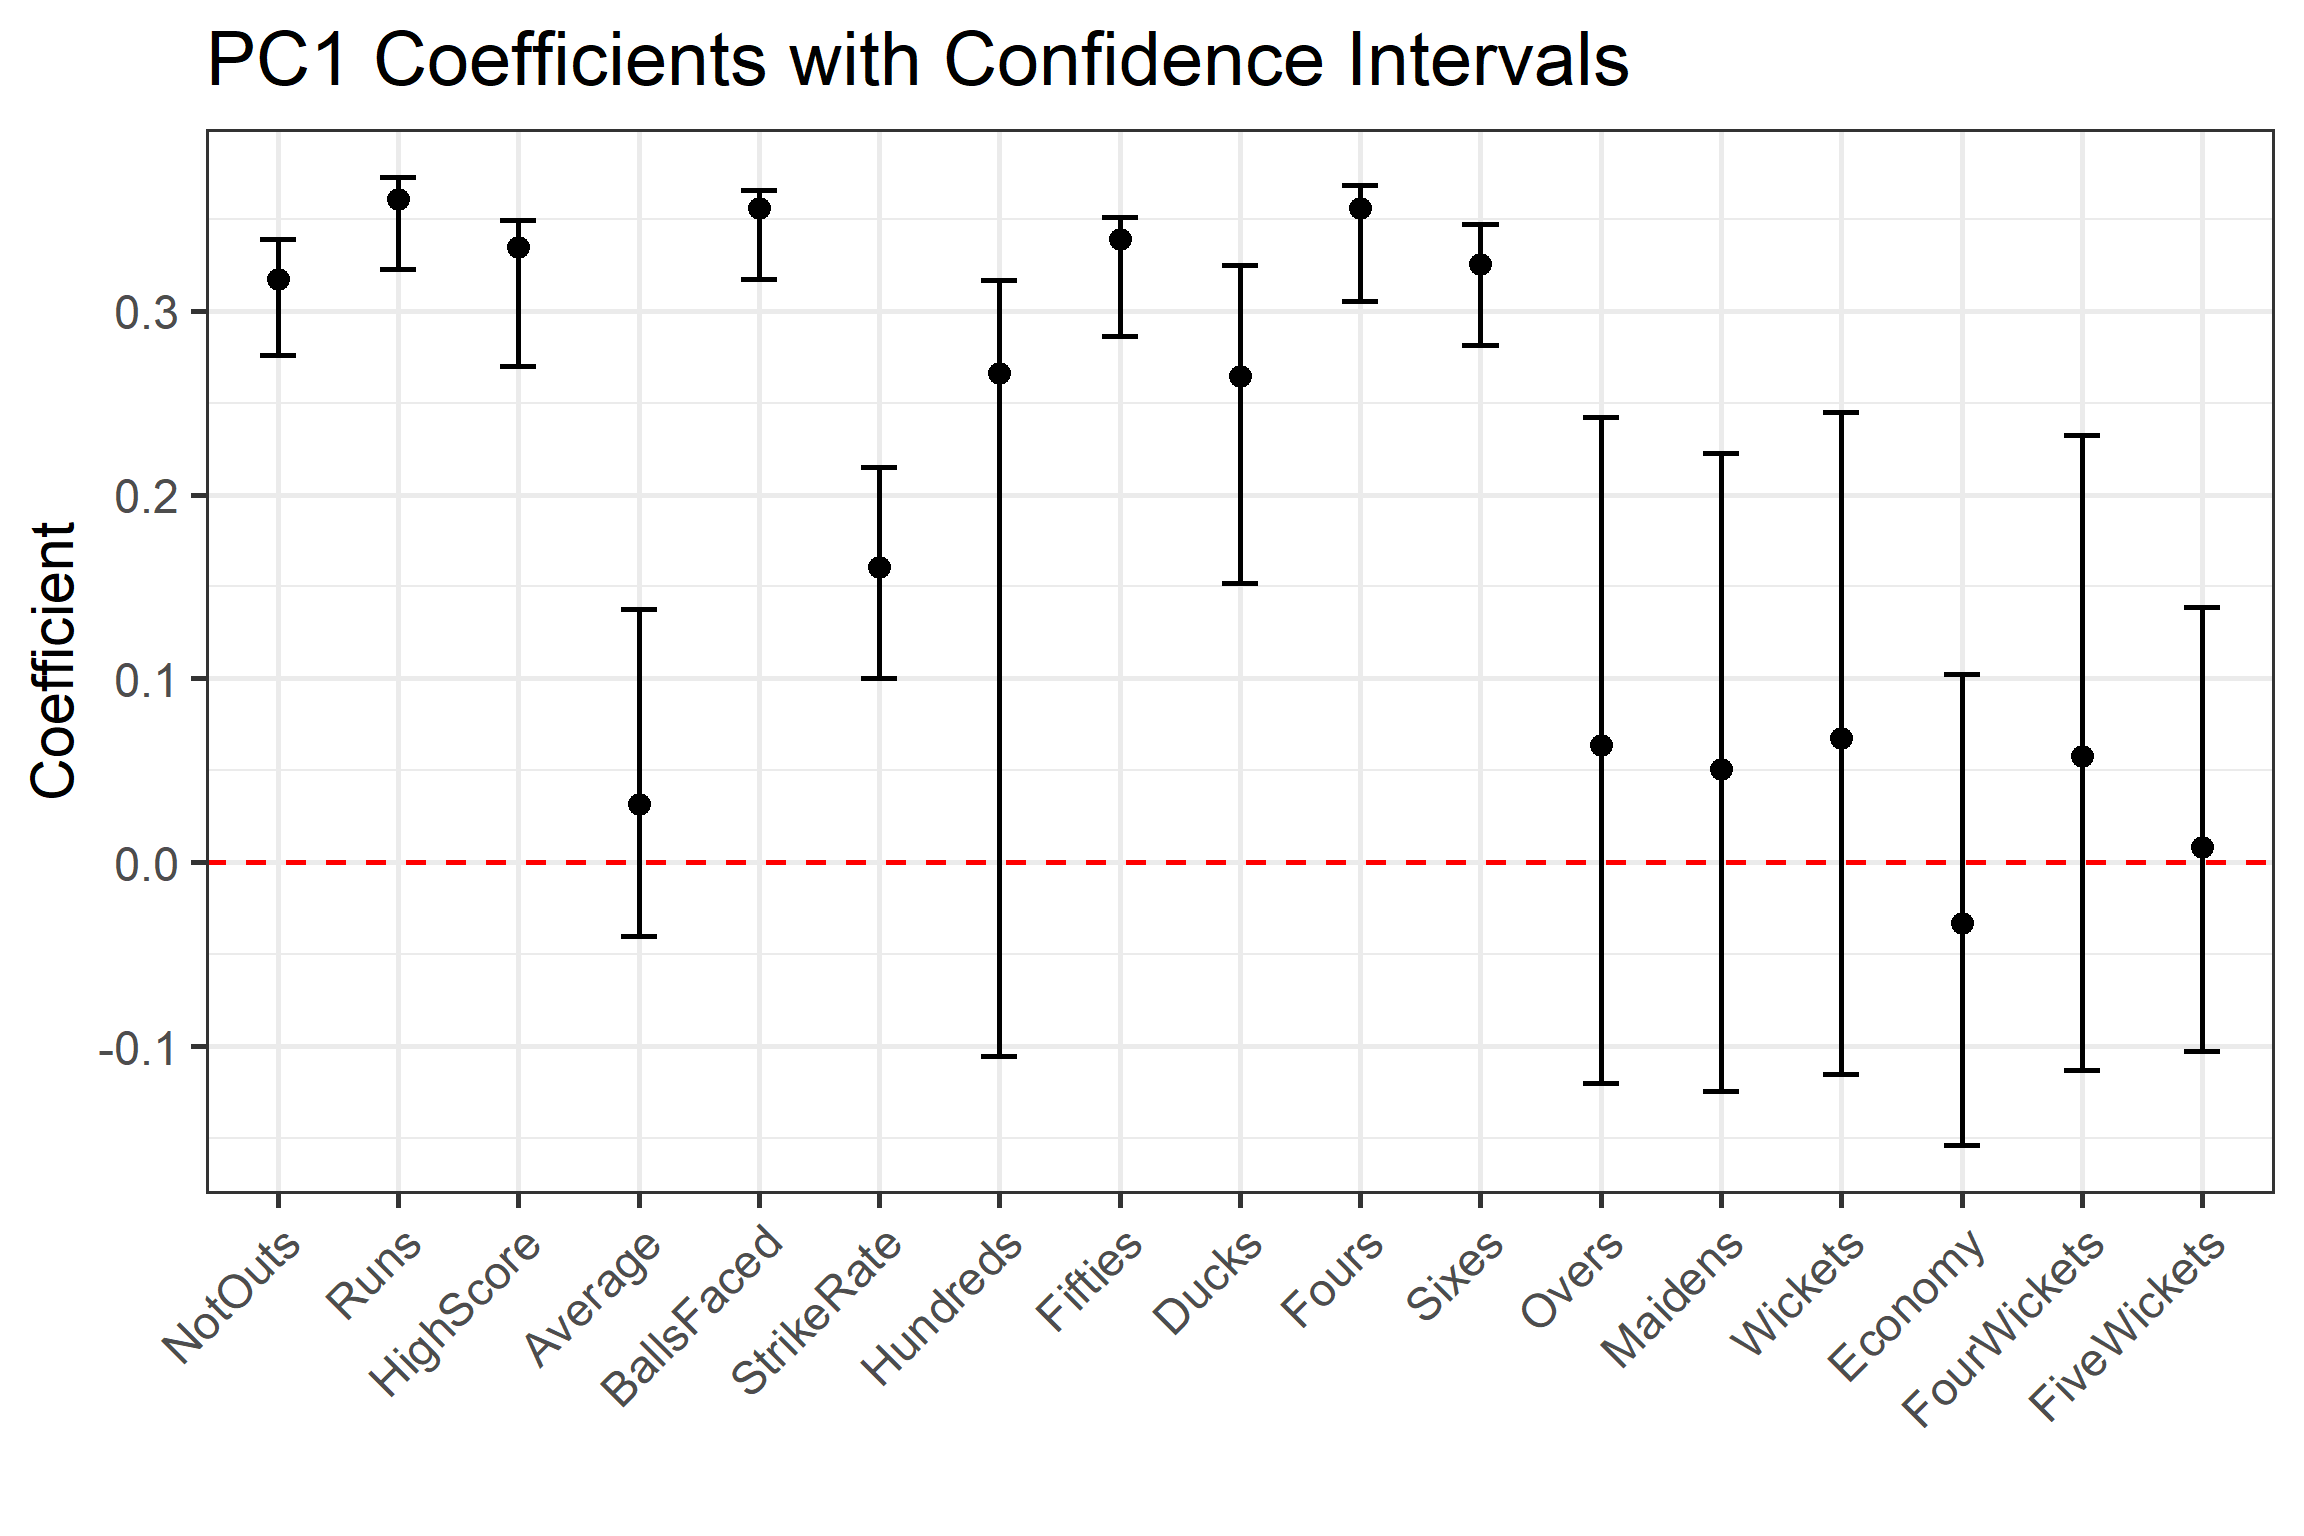 PC1 Coefficients with Confidence Intervals
Coefficient
0.3
0.2
0.1
0.0
-0.1
NotOuts
Runs
HighScore
Average
BallsFaced
StrikeRate
Hundreds
Fifties
Ducks
Fours
Sixes
Overs
Maidens
Wickets
Economy
FourWickets
FiveWickets